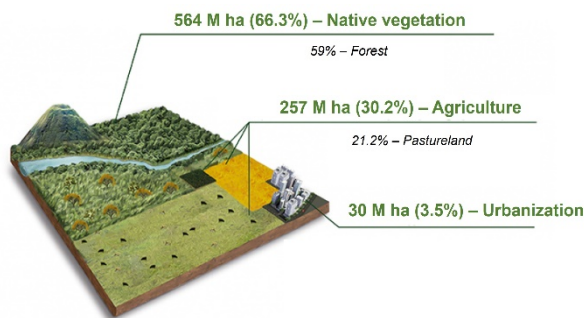 564 M ha (66.3%) – Native vegetation
59% – Forest
257 M ha (30.2%) – Agriculture
21.2% – Pastureland
30 M ha (3.5%) – Urbanization